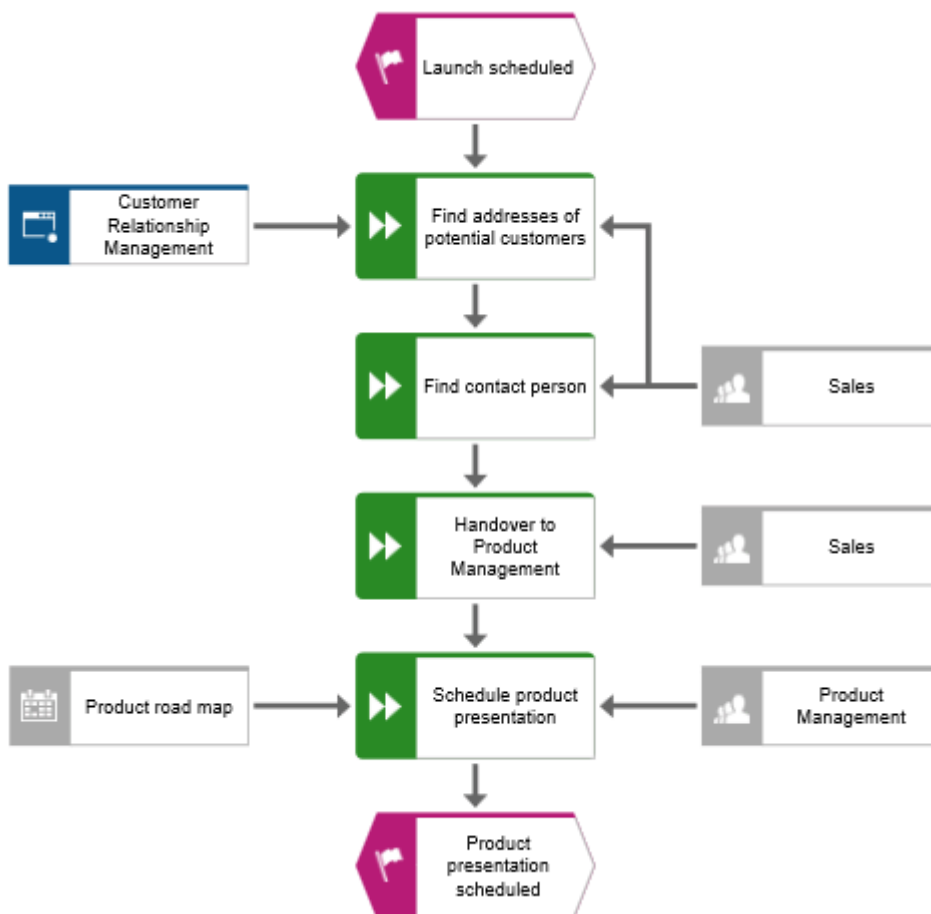 Launch scheduled
Customer
Relationship
Management
Find addresses of
potential customers
Find contact person
Sales
Handover to
Product
Management
Sales
Product road map
Schedule product
presentation
Product
Management
Product
presentation
scheduled